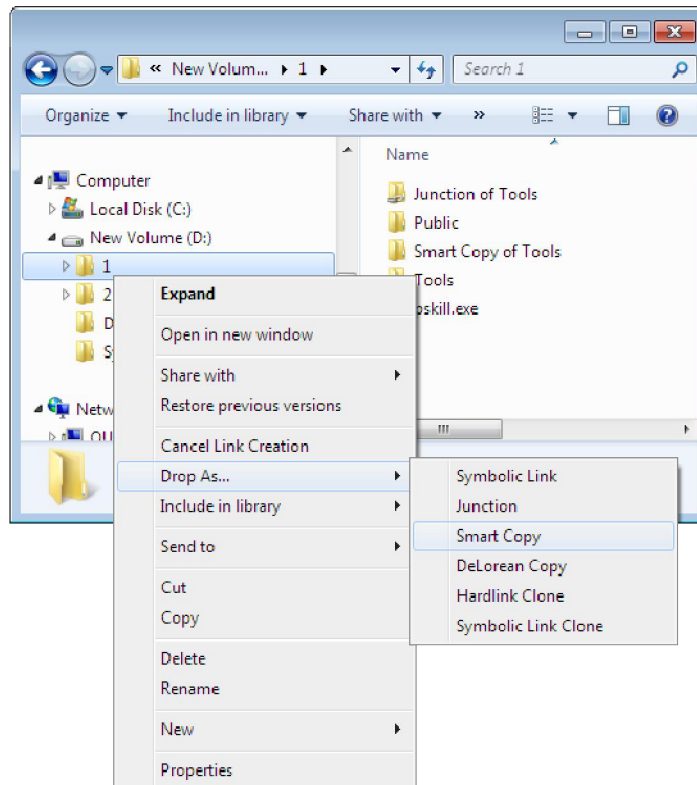 « New Volum... 1
Search 1
Organize Include in library Share with »
Name
Computer
Local Disk (C:)
New Volume (D:)
1
2
D
Sy
Netw
QU
Junction of Tools
Public
Smart Copy of Tools
Tools
pskill.exe
Expand
Open in new window
Share with
Restore previous versions
Cancel Link Creation
Drop As...
Include in library
Send to
Cut
Copy
Delete
Rename
New
Properties
Symbolic Link
Junction
Smart Copy
DeLorean Copy
Hardlink Clone
Symbolic Link Clone